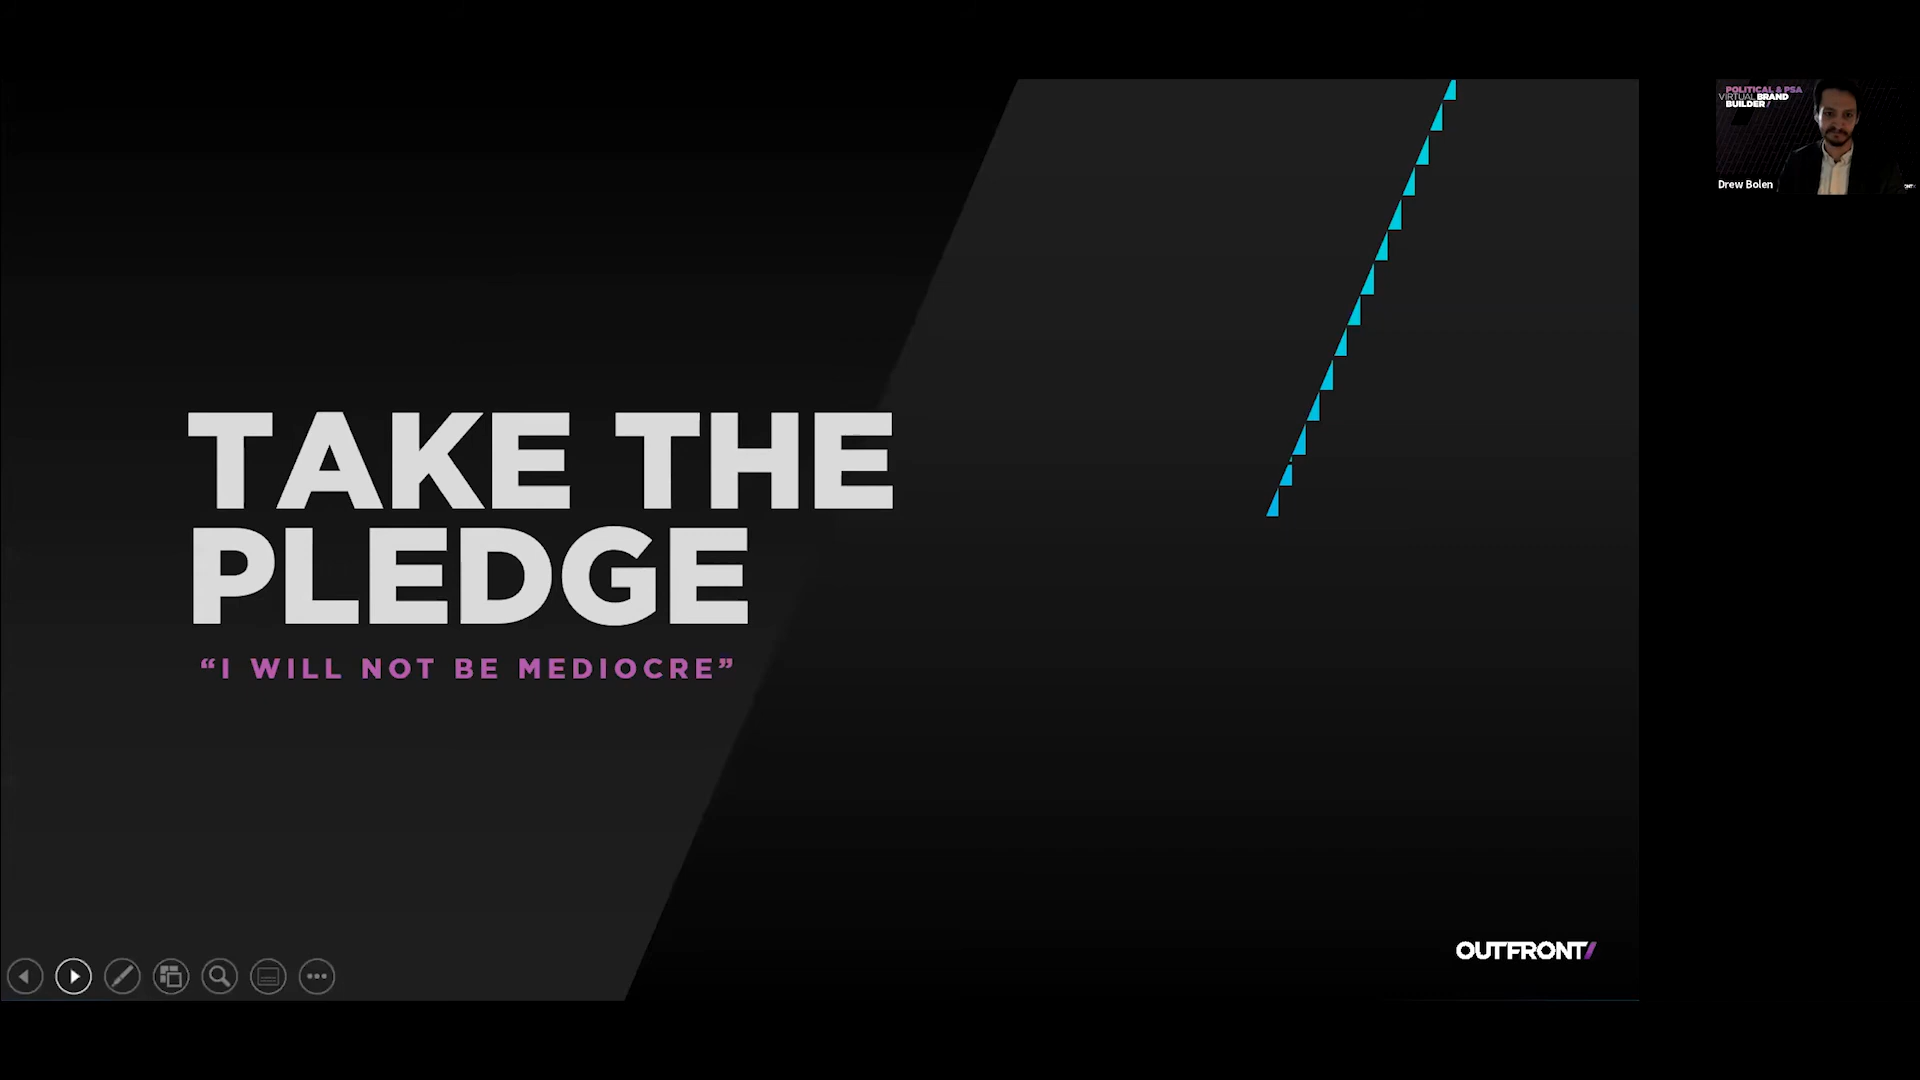 TAKE THE
PLEDGE
“I WILL NOT BE MEDIOCRE”
OUTFRONT/
POLITICAL & PSA
VIRTUAL BRAND
BUILDER/
Drew Bolen